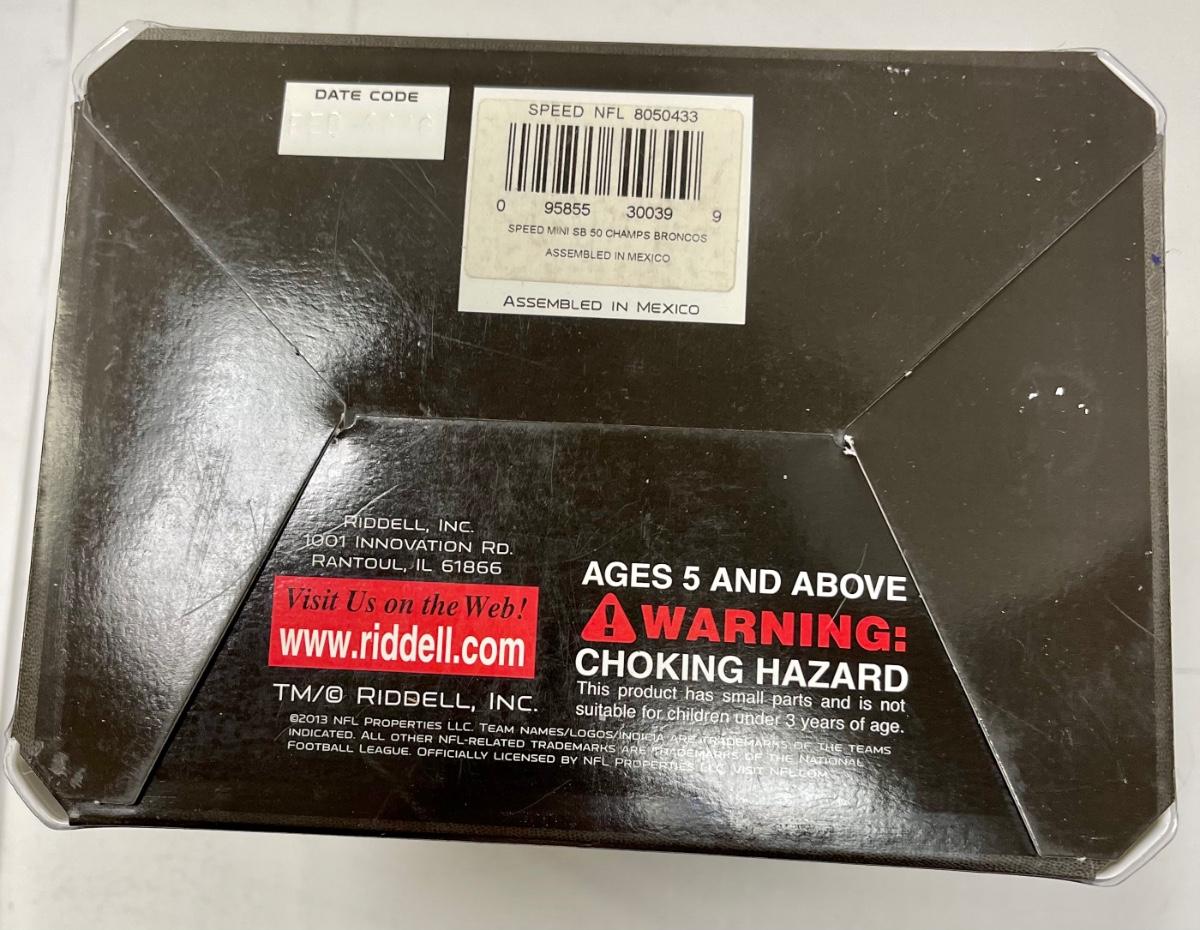 DATE CODE
SPEED NFL 8050433
0 95855 30039 9
SPEED MINI SB 50 CHAMPS BRONCOS
ASSEMBLED IN MEXICO
ASSEMBLED IN MEXICO
RIDDELL, INC.
1001 INNOVATION RD.
RANTOUL, IL 61866
Visit Us on the Web!
www.riddell.com
TM/© RIDDELL, INC.
AGES 5 AND ABOVE
WARNING:
CHOKING HAZARD
This product has small parts and is not
suitable for children under 3 years of age.
©2013 NFL PROPERTIES LLC. TEAM NAMES/LOGOS/INDICIA ARE TRADEMARKS OF THE TEAMS
INDICATED. ALL OTHER NFL-RELATED TRADEMARKS ARE TRADEMARKS OF THE NATIONAL
FOOTBALL LEAGUE. OFFICIALLY LICENSED BY NFL PROPERTIES LLC. VISIT NFL.COM